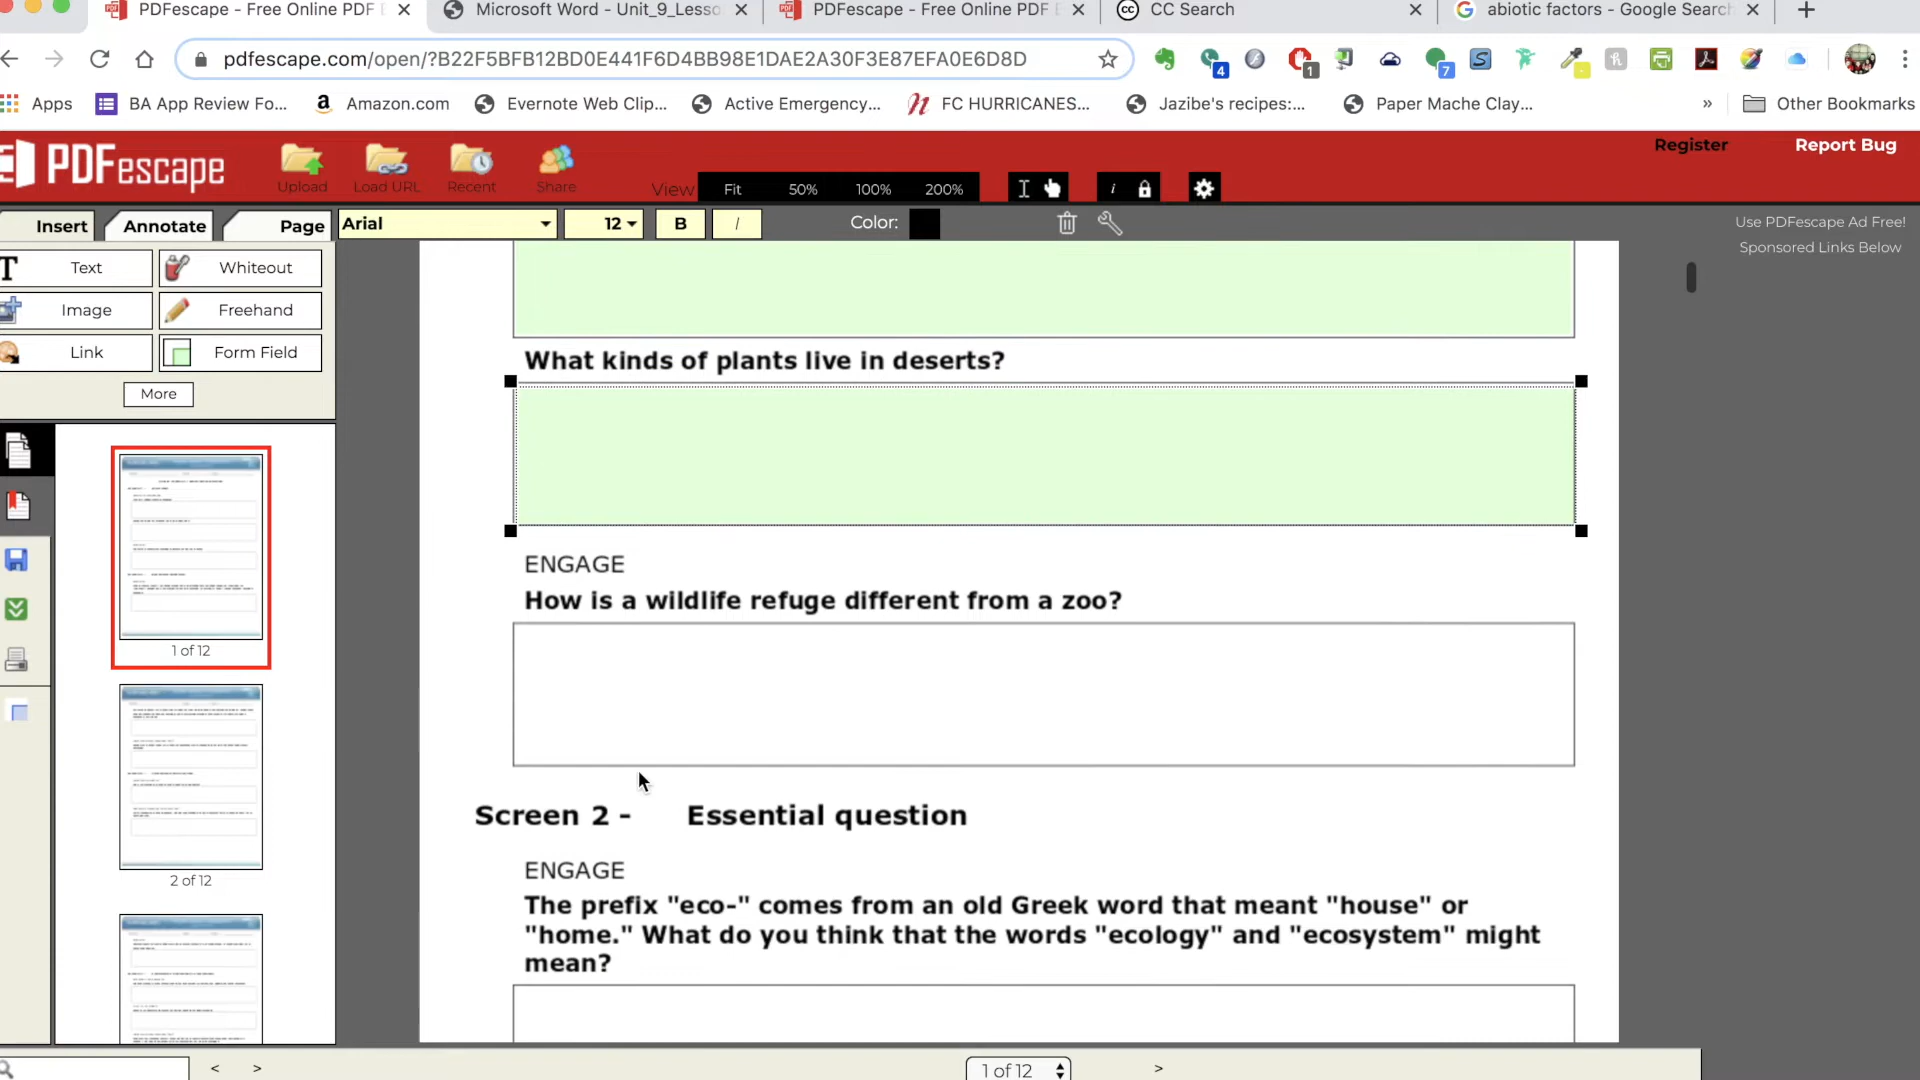 PDFescape - Free Online PDF E
Microsoft Word - Unit_9_Lesso
PDFescape - Free Online PDF E
CC Search
abiotic factors - Google Search
pdfescape.com/open/?B22F5BFB12BD0E441F6D4BB98E1DAE2A30F3E87EFA0E6D8D
4
1
7
Apps
BA App Review Fo...
Amazon.com
Evernote Web Clip...
Active Emergency...
FC HURRICANES...
Jazibe's recipes:...
Paper Mache Clay...
»
Other Bookmarks
PDFescape
Upload
Load URL
Recent
Share
View
Fit
50%
100%
200%
Register
Report Bug
Insert
Annotate
Page
Arial
12
B
I
Color:
Use PDFescape Ad Free!
Sponsored Links Below
Text
Whiteout
Image
Freehand
Link
Form Field
More
1 of 12
2 of 12
What kinds of plants live in deserts?
ENGAGE
How is a wildlife refuge different from a zoo?
Screen 2 - Essential question
ENGAGE
The prefix "eco-" comes from an old Greek word that meant "house" or
"home." What do you think that the words "ecology" and "ecosystem" might
mean?
< >
1 of 12
>